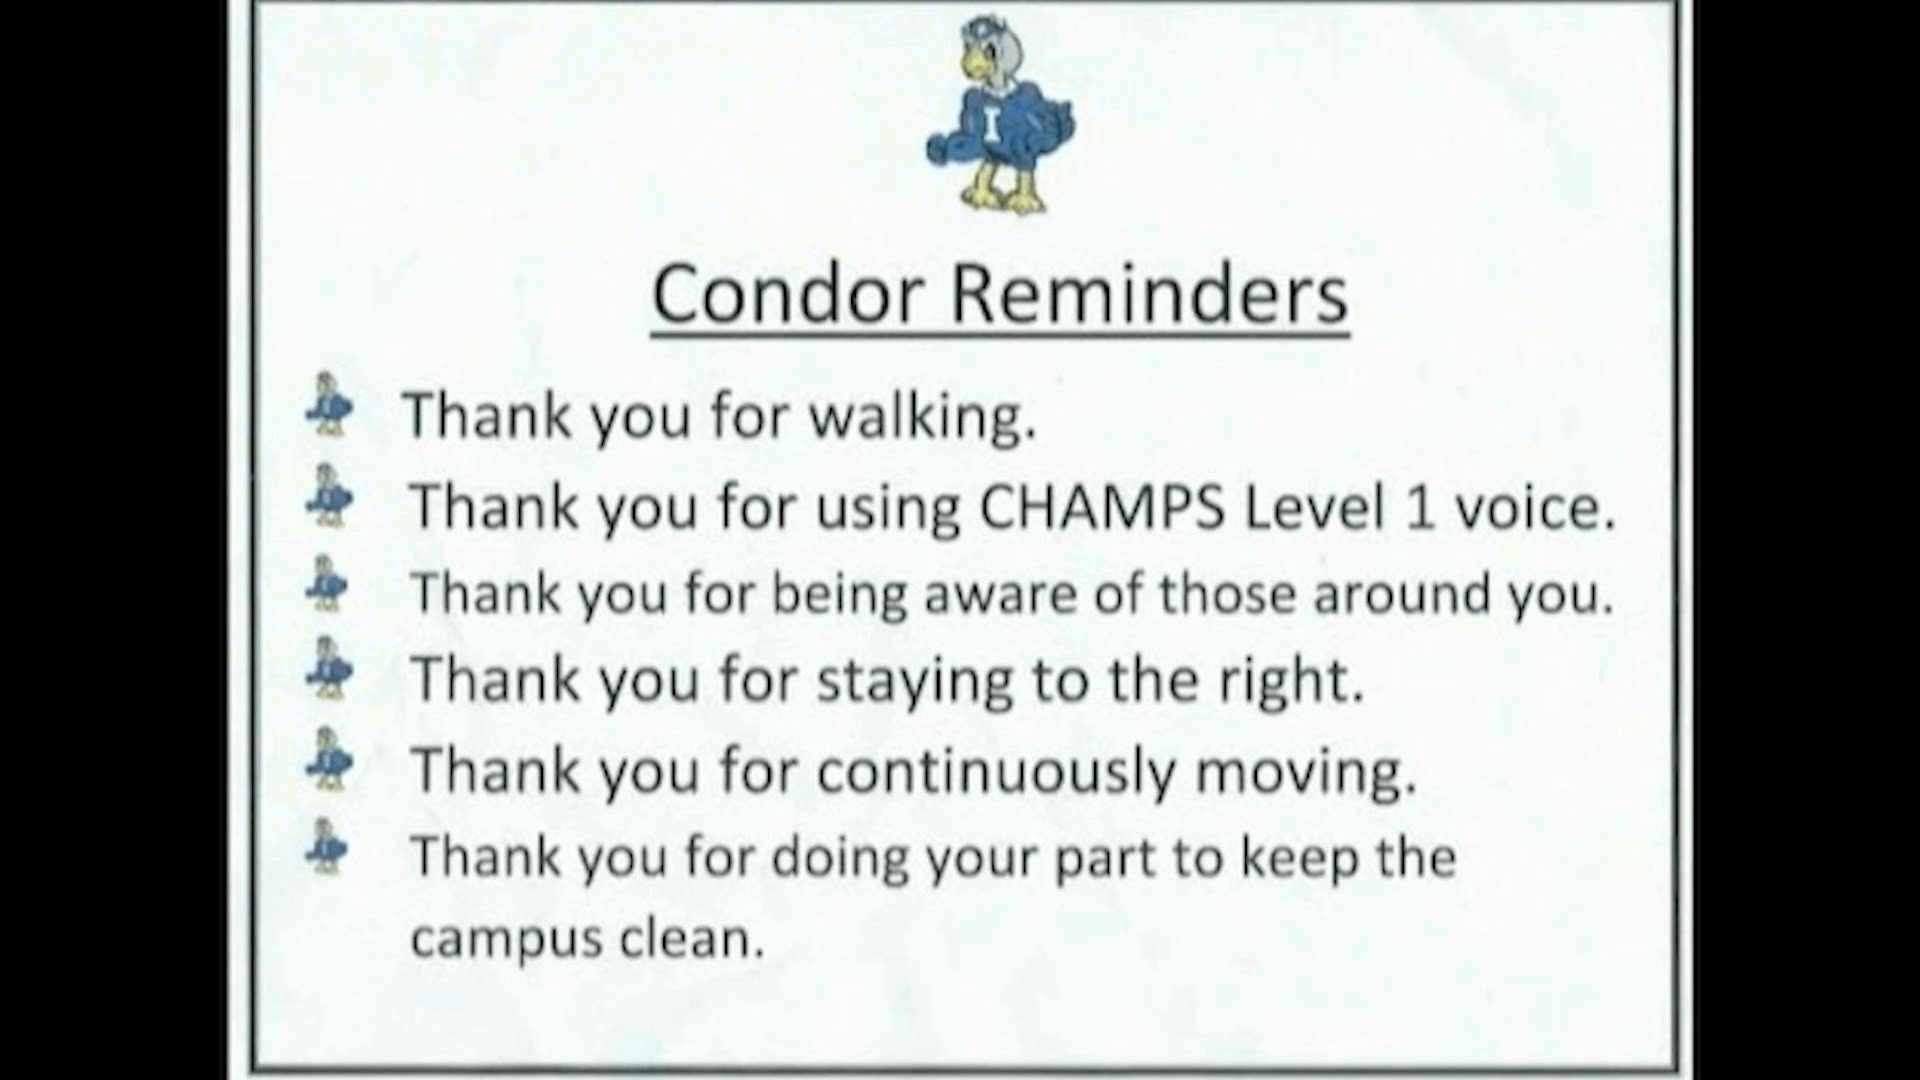 I
Condor Reminders
Thank you for walking.
Thank you for using CHAMPS Level 1 voice.
Thank you for being aware of those around you.
Thank you for staying to the right.
Thank you for continuously moving.
Thank you for doing your part to keep the
campus clean.